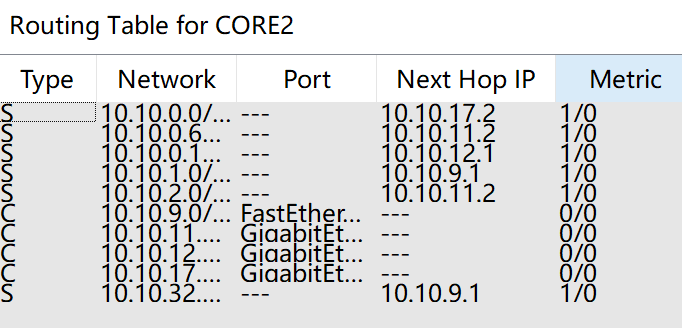 Routing Table for CORE2
Type Network Port Next Hop IP Metric
S 10.10.0.0/... --- 10.10.17.2 1/0
S 10.10.0.6... --- 10.10.11.2 1/0
S 10.10.0.1... --- 10.10.12.1 1/0
S 10.10.1.0/... --- 10.10.9.1 1/0
S 10.10.2.0/... --- 10.10.11.2 1/0
C 10.10.9.0/... FastEther... --- 0/0
C 10.10.11.... GigabitEt... --- 0/0
C 10.10.12.... GigabitEt... --- 0/0
C 10.10.17.... GigabitEt... --- 0/0
S 10.10.32.... --- 10.10.9.1 1/0